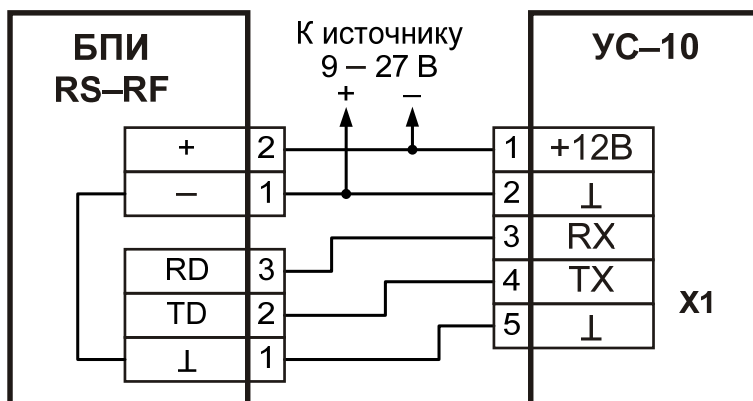 БПИ
RS–RF
К источнику
9 – 27 В
+ –
УС–10
+ 2
– 1
RD 3
TD 2
⊥ 1
1 +12В
2 ⊥
3 RX
4 TX
5 ⊥
X1